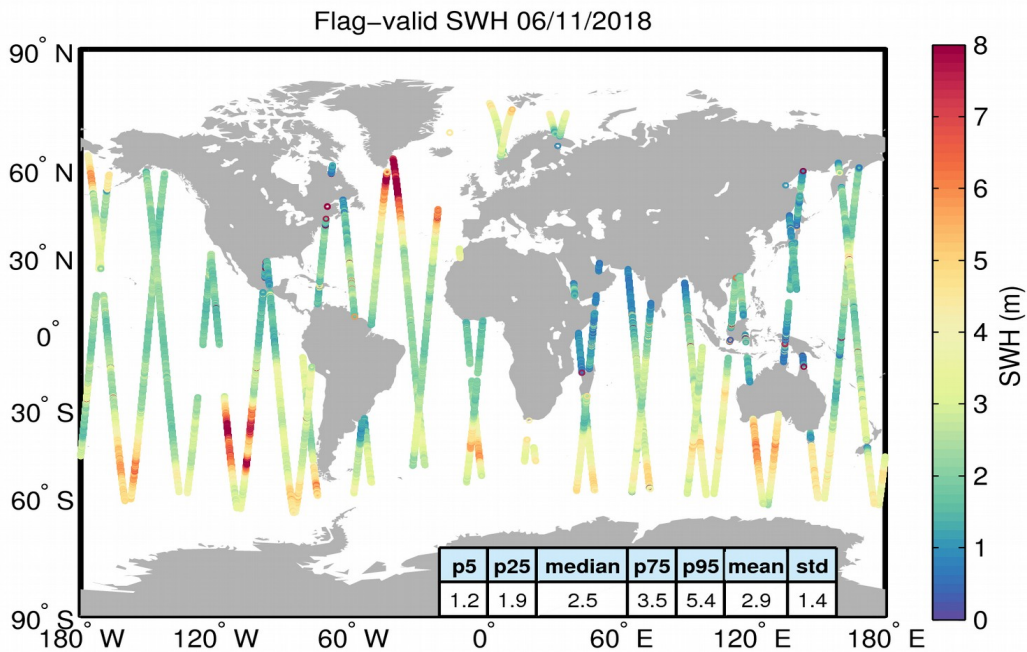 Flag−valid SWH 06/11/2018
90° N
60° N
30° N
0°
30° S
60° S
90° S
180° W
120° W
60° W
0°
60° E
120° E
180° E
p5 p25 median p75 p95 mean std
1.2 1.9 2.5 3.5 5.4 2.9 1.4
8
7
6
5
4
3
2
1
0
SWH (m)